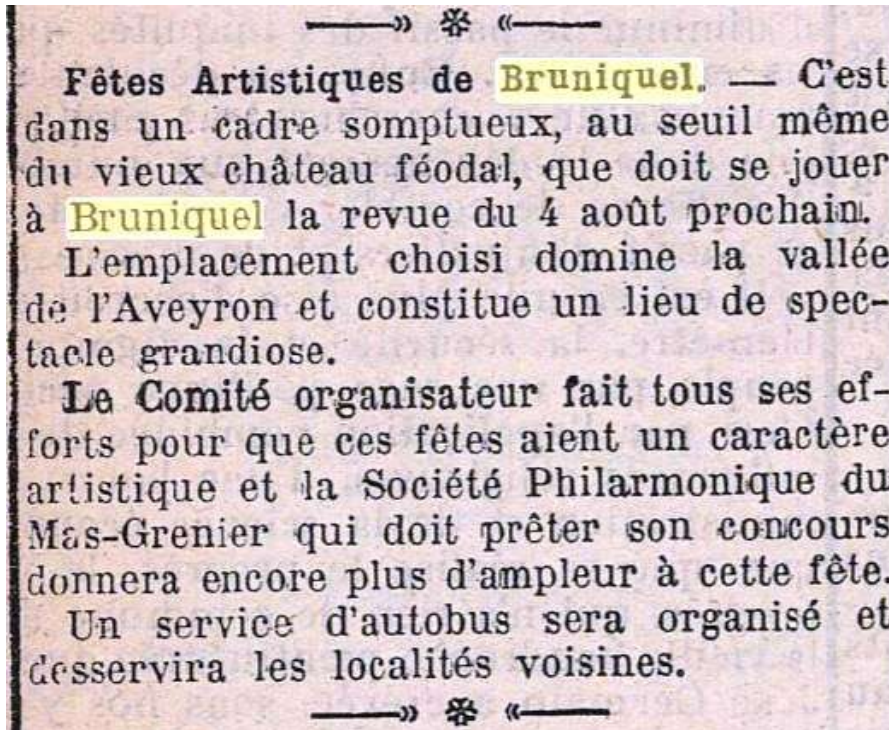 Fêtes Artistiques de Bruniquel. — C'est
dans un cadre somptueux, au seuil même
du vieux château féodal, que doit se jouer
à Bruniquel la revue du 4 août prochain.
L'emplacement choisi domine la vallée
de l'Aveyron et constitue un lieu de spec-
tacle grandiose.
Le Comité organisateur fait tous ses ef-
forts pour que ces fêtes aient un caractère
artistique et la Société Philarmonique du
Mas-Grenier qui doit prêter son concours
donnera encore plus d'ampleur à cette fête.
Un service d'autobus sera organisé et
desservira les localités voisines.